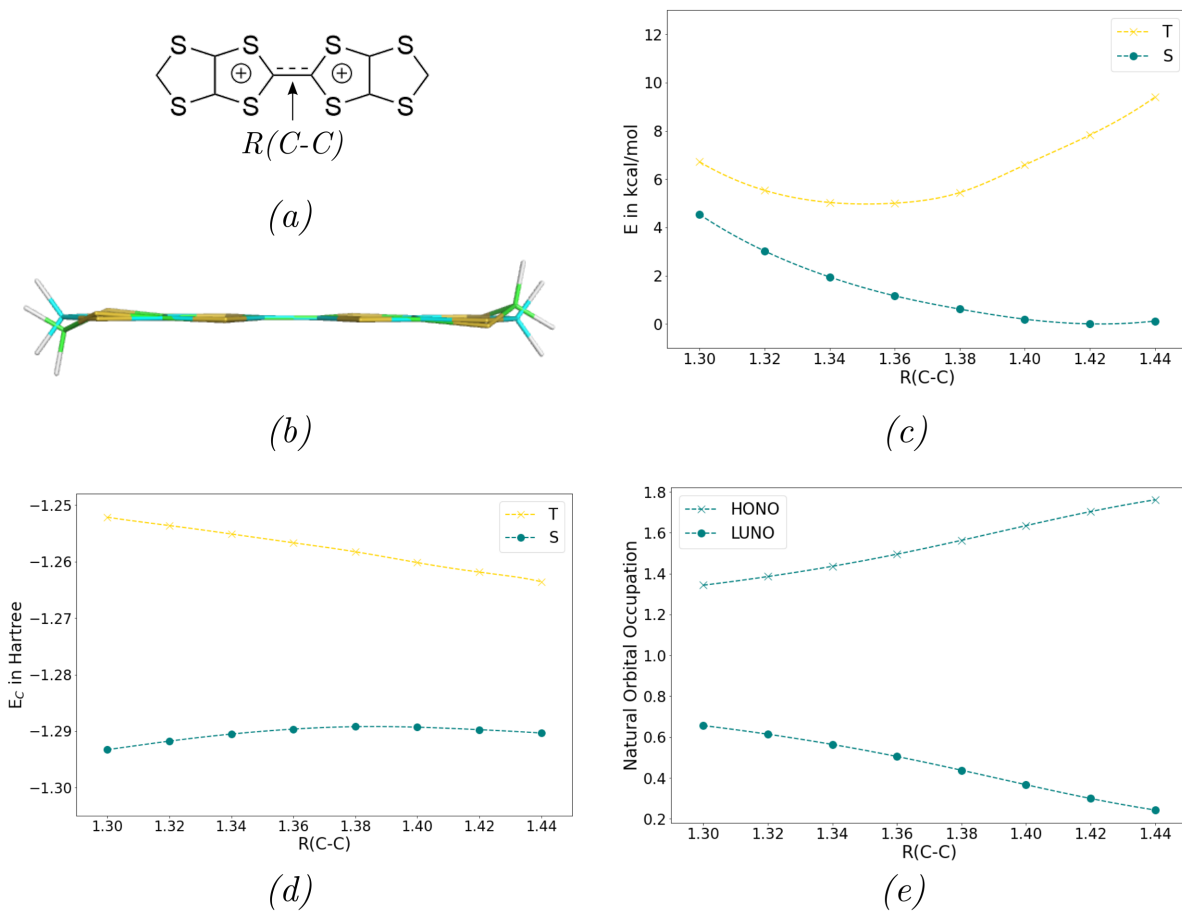 S S S S
+ +
S S S S
R(C-C)
(a)
(b)
T
S
12
10
8
6
4
2
0
E in kcal/mol
1.30 1.32 1.34 1.36 1.38 1.40 1.42 1.44
R(C-C)
(c)
T
S
−1.25
−1.26
−1.27
−1.28
−1.29
−1.30
E_C in Hartree
1.30 1.32 1.34 1.36 1.38 1.40 1.42 1.44
R(C-C)
(d)
HONO
LUNO
1.8
1.6
1.4
1.2
1.0
0.8
0.6
0.4
0.2
Natural Orbital Occupation
1.30 1.32 1.34 1.36 1.38 1.40 1.42 1.44
R(C-C)
(e)